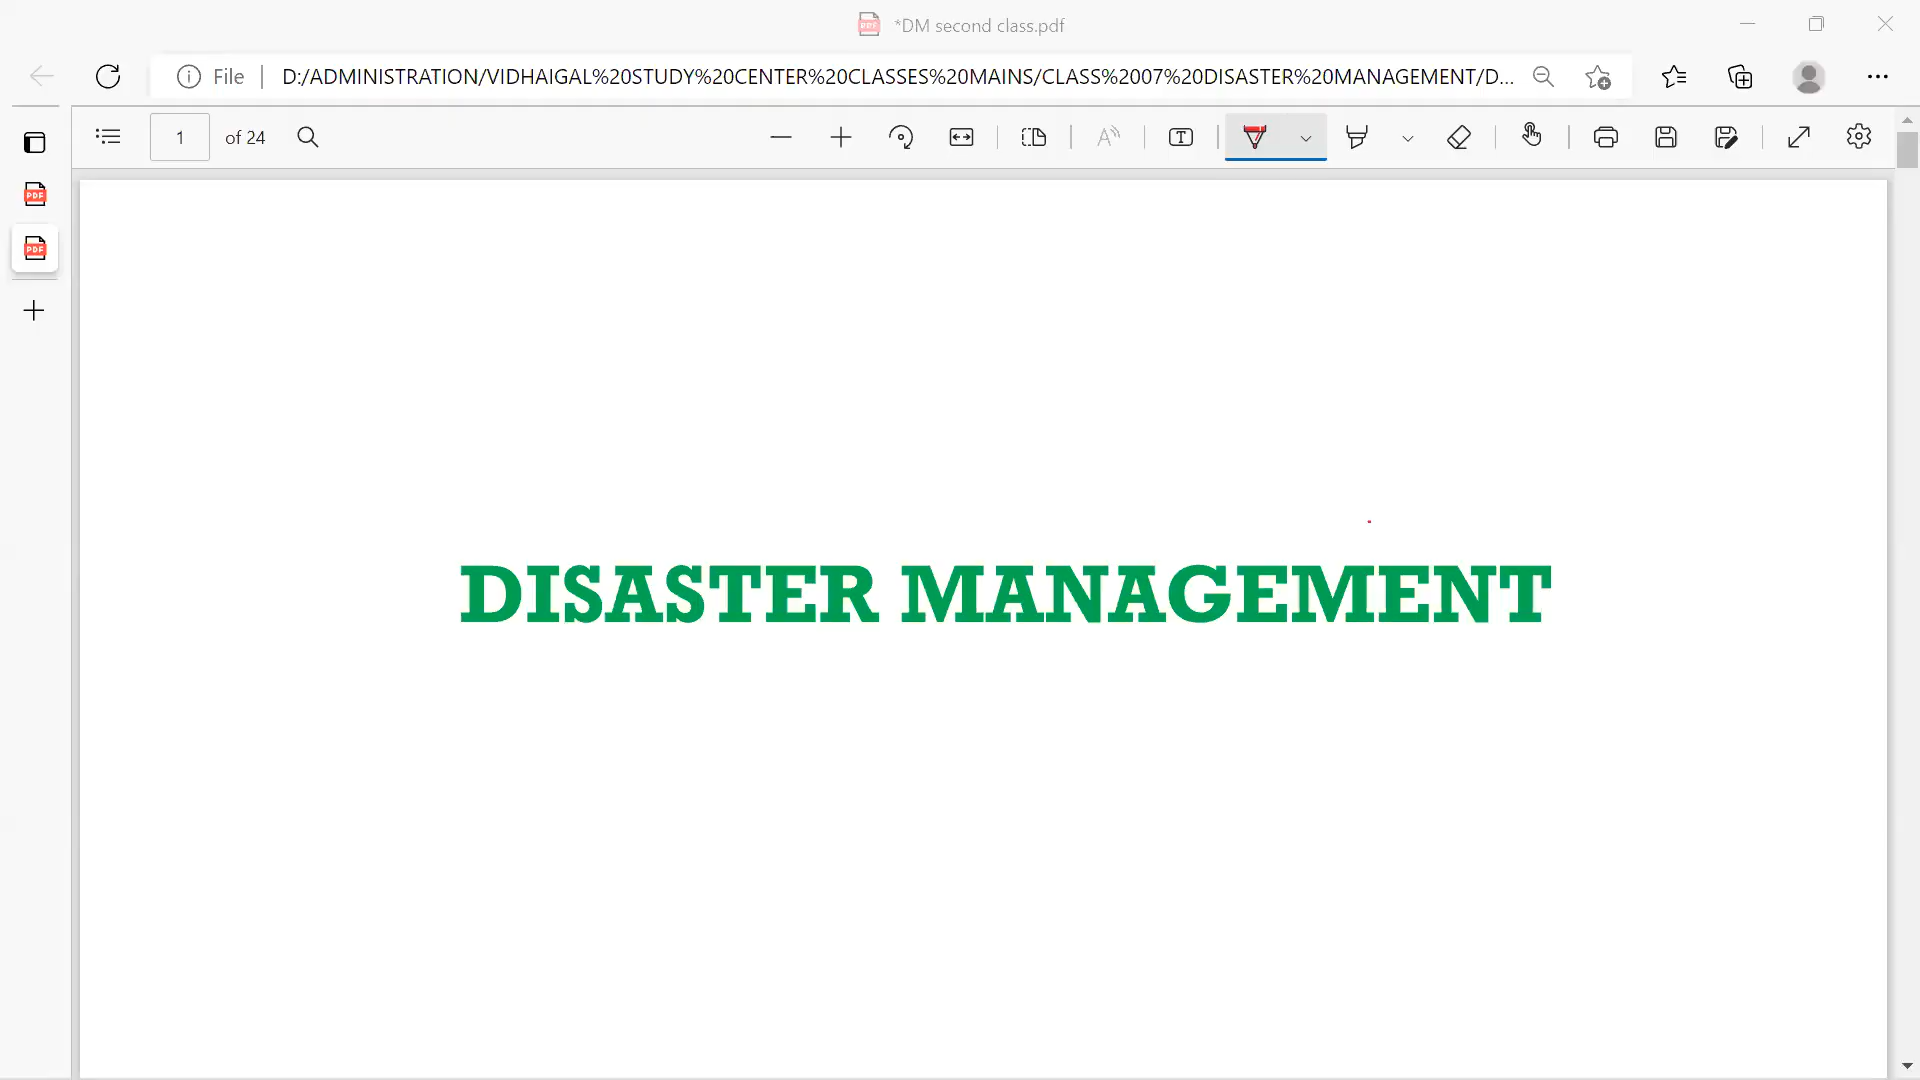 *DM second class.pdf
File
D:/ADMINISTRATION/VIDHAIGAL%20STUDY%20CENTER%20CLASSES%20MAINS/CLASS%2007%20DISASTER%20MANAGEMENT/D...
1 of 24
DISASTER MANAGEMENT